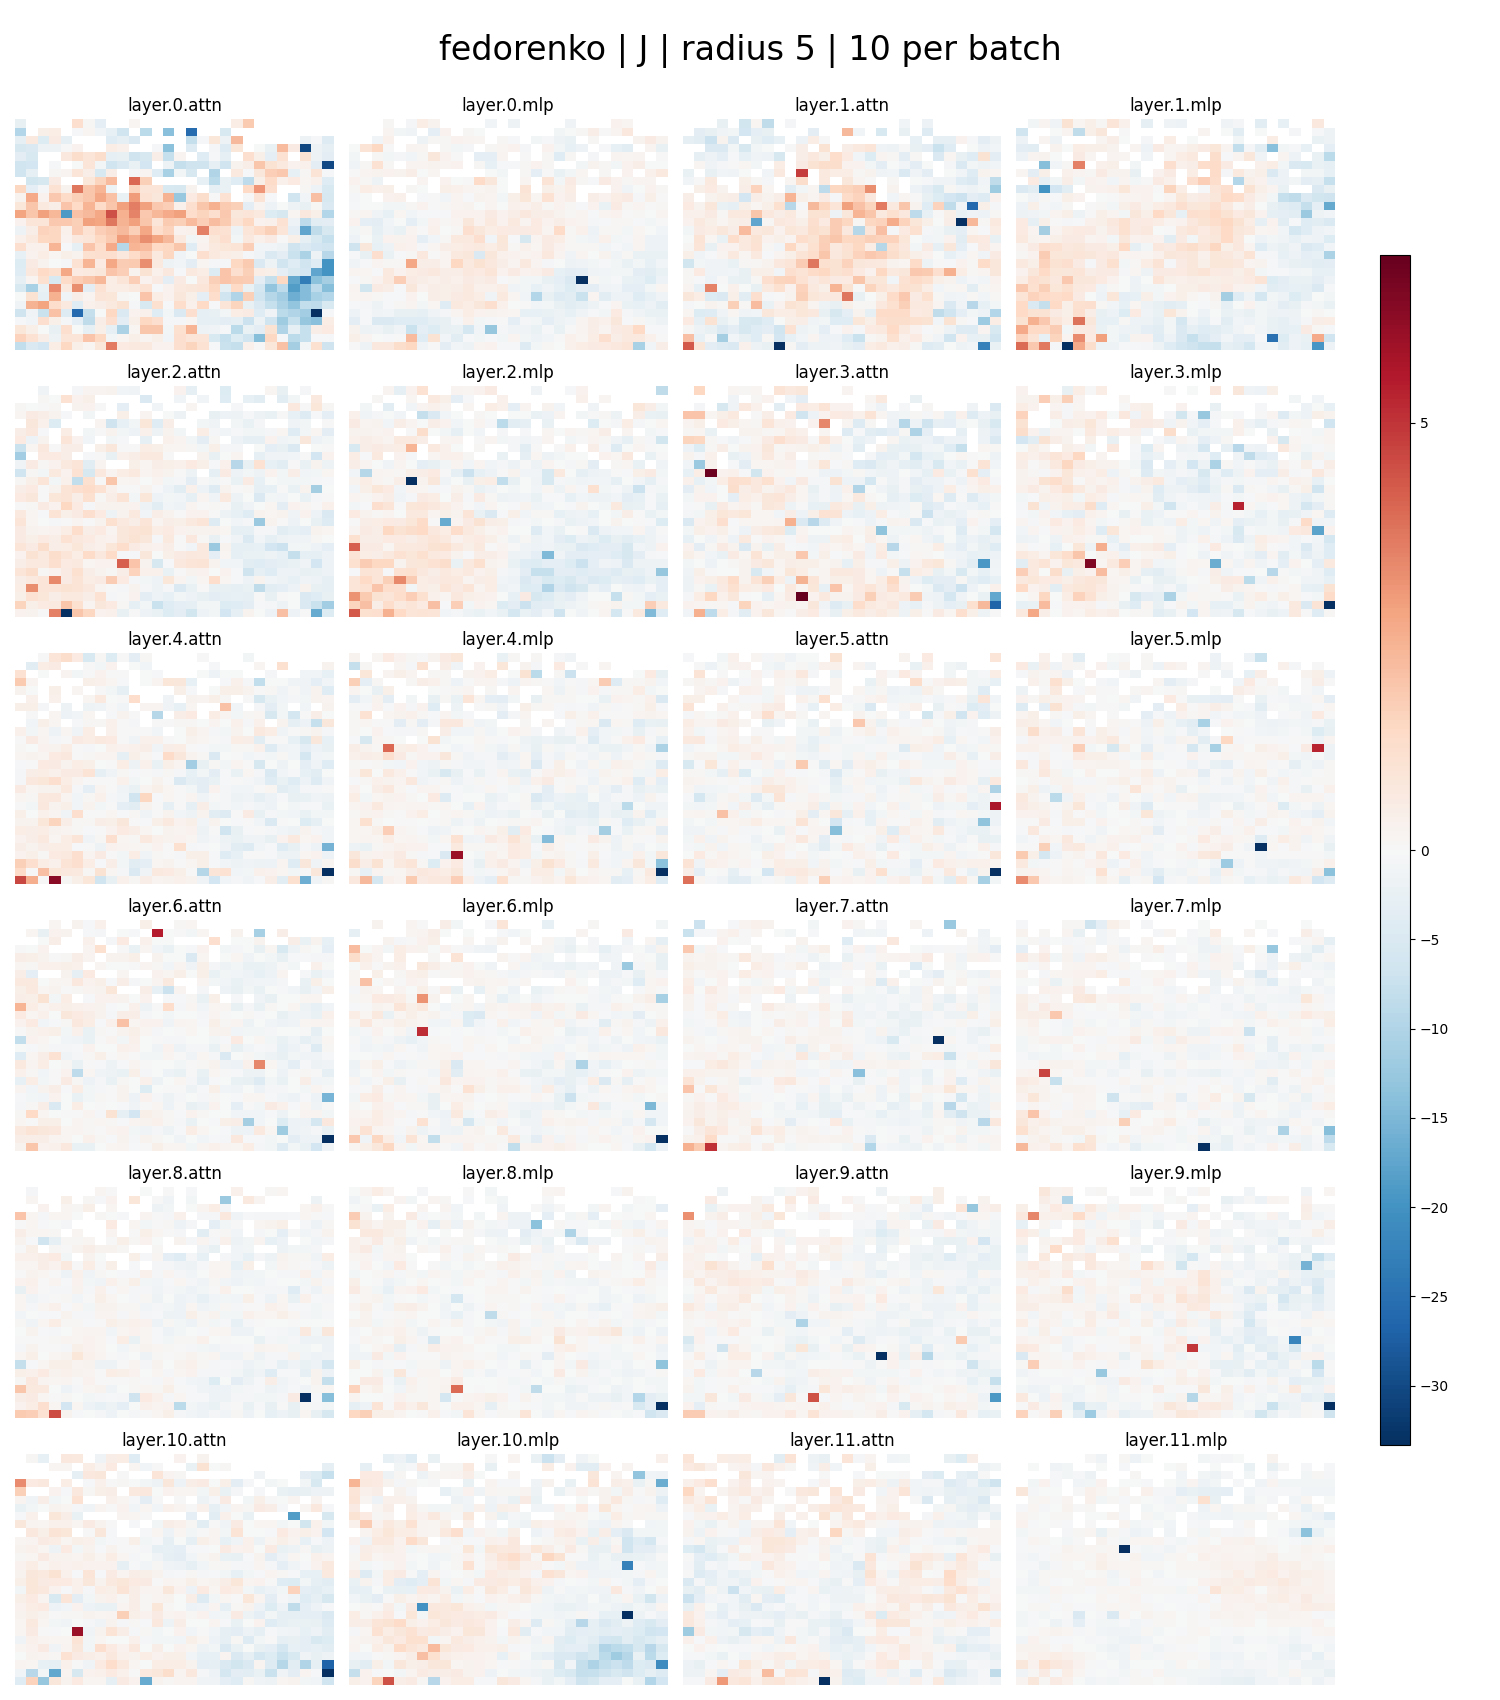 fedorenko | J | radius 5 | 10 per batch
layer.0.attn
layer.0.mlp
layer.1.attn
layer.1.mlp
layer.2.attn
layer.2.mlp
layer.3.attn
layer.3.mlp
layer.4.attn
layer.4.mlp
layer.5.attn
layer.5.mlp
layer.6.attn
layer.6.mlp
layer.7.attn
layer.7.mlp
layer.8.attn
layer.8.mlp
layer.9.attn
layer.9.mlp
layer.10.attn
layer.10.mlp
layer.11.attn
layer.11.mlp
5
0
−5
−10
−15
−20
−25
−30